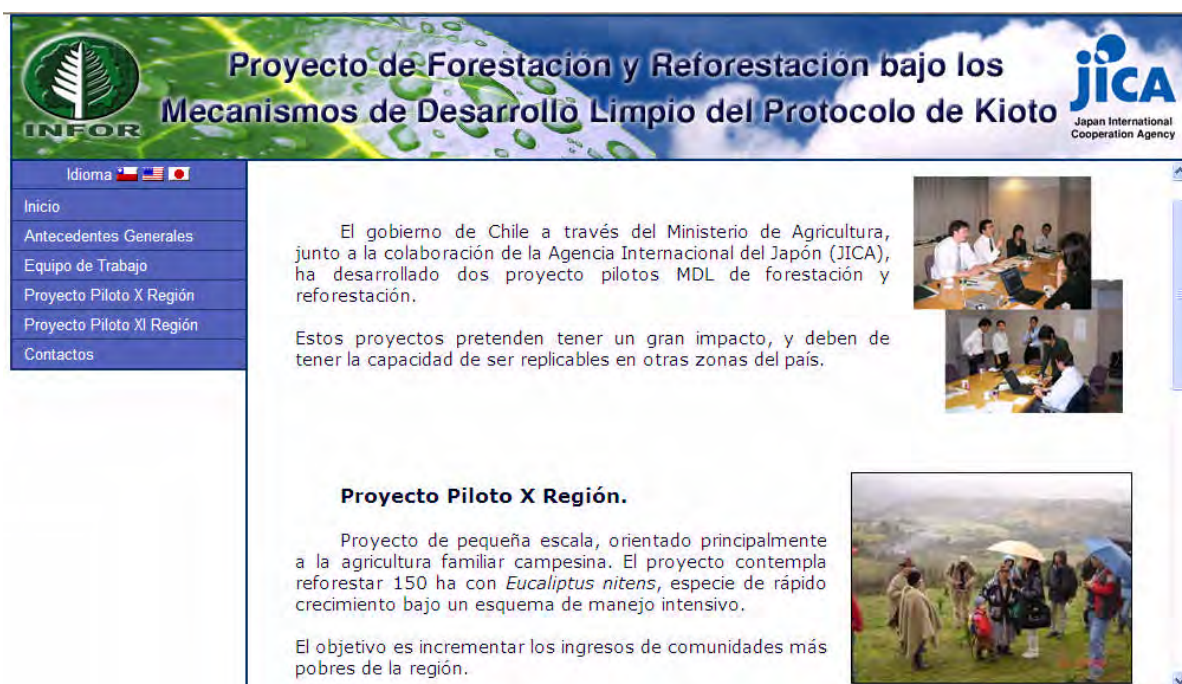 Proyecto de Forestación y Reforestación bajo los
Mecanismos de Desarrollo Limpio del Protocolo de Kioto
INFOR
JICA
Japan International
Cooperation Agency
Idioma
Inicio
Antecedentes Generales
Equipo de Trabajo
Proyecto Piloto X Región
Proyecto Piloto XI Región
Contactos
El gobierno de Chile a través del Ministerio de Agricultura,
junto a la colaboración de la Agencia Internacional del Japón (JICA),
ha desarrollado dos proyecto pilotos MDL de forestación y
reforestación.
Estos proyectos pretenden tener un gran impacto, y deben de
tener la capacidad de ser replicables en otras zonas del país.
Proyecto Piloto X Región.
Proyecto de pequeña escala, orientado principalmente
a la agricultura familiar campesina. El proyecto contempla
reforestar 150 ha con Eucaliptus nitens, especie de rápido
crecimiento bajo un esquema de manejo intensivo.
El objetivo es incrementar los ingresos de comunidades más
pobres de la región.